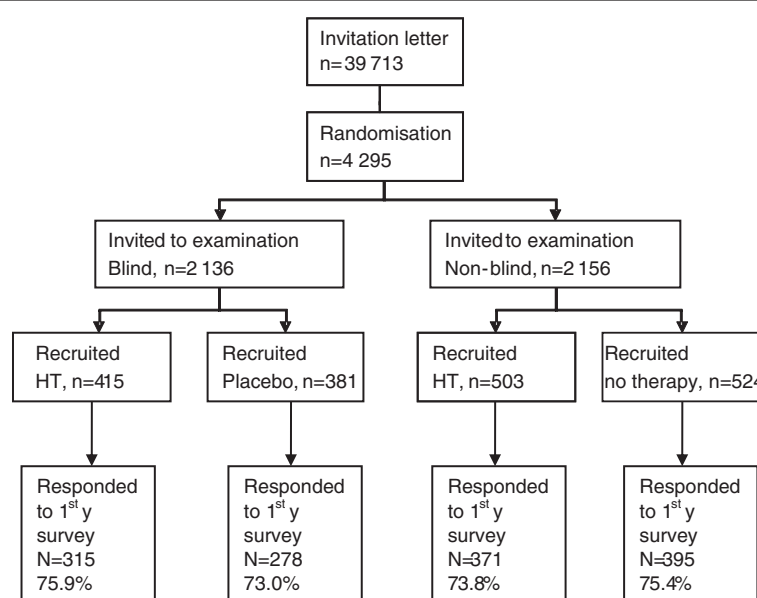 Invitation letter
n=39 713
Randomisation
n=4 295
Invited to examination
Blind, n=2 136
Invited to examination
Non-blind, n=2 156
Recruited
HT, n=415
Recruited
Placebo, n=381
Recruited
HT, n=503
Recruited
no therapy, n=524
Responded
to 1st y
survey
N=315
75.9%
Responded
to 1st y
survey
N=278
73.0%
Responded
to 1st y
survey
N=371
73.8%
Responded
to 1st y
survey
N=395
75.4%